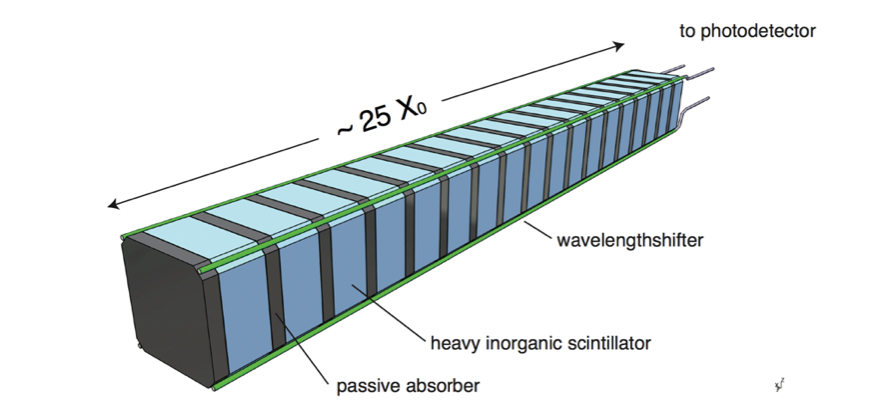 to photodetector
~ 25 X0
wavelengthshifter
heavy inorganic scintillator
passive absorber